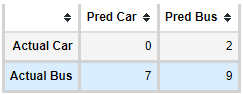 Pred Car Pred Bus
Actual Car 0 2
Actual Bus 7 9